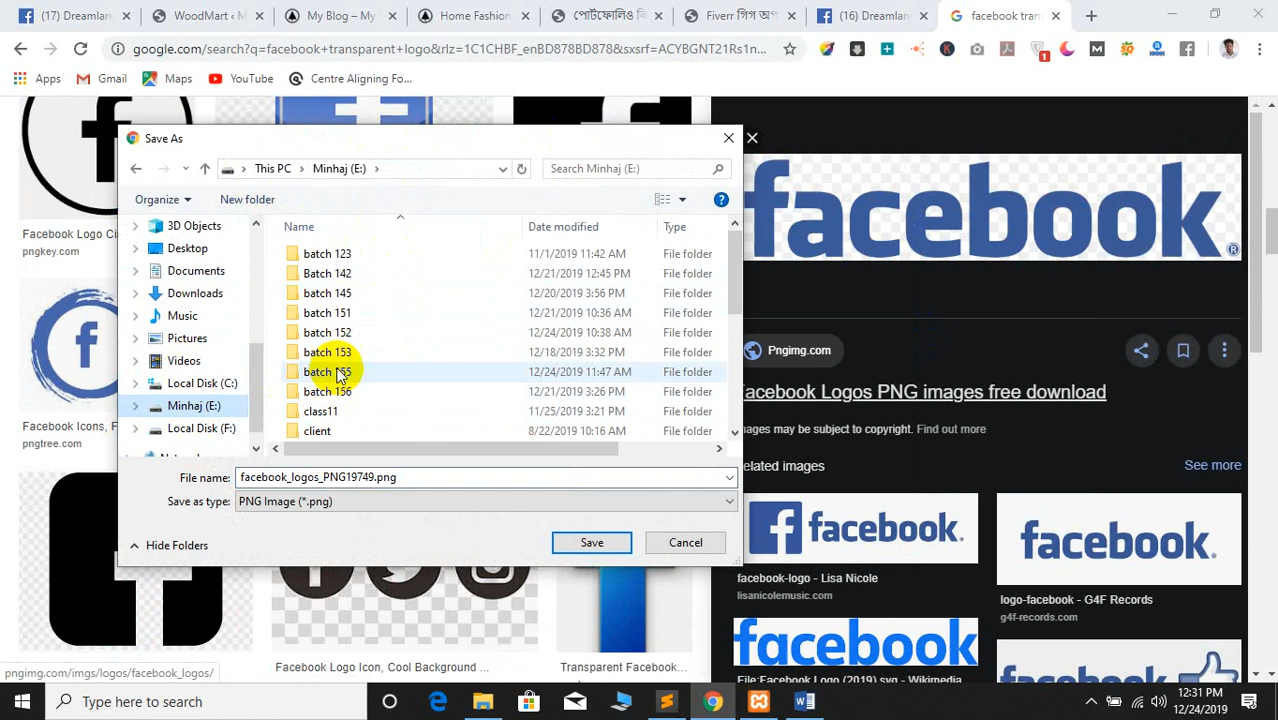 (17) Dreamlan
WoodMart ‹ M
My Blog – My
Home Fashion
পোর্টফোলিও
(16) Dreamlan
facebook tran
google.com/search?q=facebook+transparent+logo&rlz=1C1CHBF_enBD878BD878&sxsrf=ACYBGNT21Rs1n...
Apps
Gmail
Maps
YouTube
Centre Aligning Fo...
Save As
This PC
Minhaj (E:)
Search Minhaj (E:)
Organize
New folder
Name
Date modified
Type
3D Objects
Desktop
Documents
Downloads
Music
Pictures
Videos
Local Disk (C:)
Minhaj (E:)
Local Disk (F:)
batch 123 11/1/2019 11:42 AM File folder
Batch 142 12/21/2019 12:45 PM File folder
batch 145 12/20/2019 3:56 PM File folder
batch 151 12/21/2019 10:36 AM File folder
batch 152 12/24/2019 10:38 AM File folder
batch 153 12/18/2019 3:32 PM File folder
batch 12/24/2019 11:47 AM File folder
batch 156 12/21/2019 3:26 PM File folder
class11 11/25/2019 3:21 PM File folder
client 8/22/2019 10:16 AM File folder
File name: facebook_logos_PNG19749.png
Save as type: PNG Image (*.png)
Hide Folders
Save
Cancel
Facebook Logo Ci
pngkey.com
Facebook Icons, F
pngtree.com
Facebook Logo Icon, Cool Background ...
Transparent Facebook...
pngimg.com/imgs/logos/facebook_logos/
facebook®
Pngimg.com
Facebook Logos PNG images free download
mages may be subject to copyright. Find out more
elated images
See more
facebook.
facebook-logo - Lisa Nicole
lisanicolemusic.com
facebook.
logo-facebook - G4F Records
g4f-records.com
facebook
File:Facebook Logo (2019).svg - Wikimedia
Type here to search
12:31 PM
12/24/2019